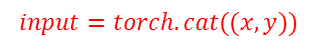 input = torch.cat((x,y))